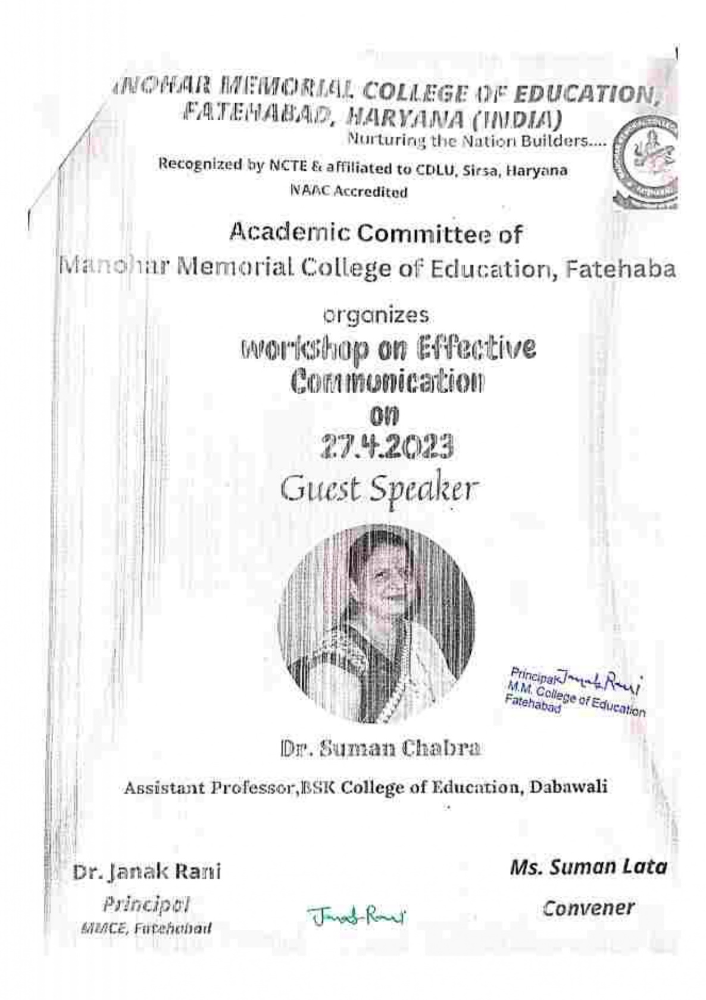 NOHAR MEMORIAL COLLEGE OF EDUCATION,
FATEHABAD, HARYANA (INDIA)
Nurturing the Nation Builders....
Recognized by NCTE & affiliated to CDLU, Sirsa, Haryana
NAAC Accredited
Academic Committee of
Manohar Memorial College of Education, Fatehaba
organizes
Workshop on Effective
Communication
on
27.4.2023
Guest Speaker
Principal Janak Rani
M.M. College of Education
Fatehabad
Dr. Suman Chabra
Assistant Professor,BSK College of Education, Dabawali
Dr. Janak Rani
Ms. Suman Lata
Principal
Convener
MMCE, Fatehabad
Janak Rani